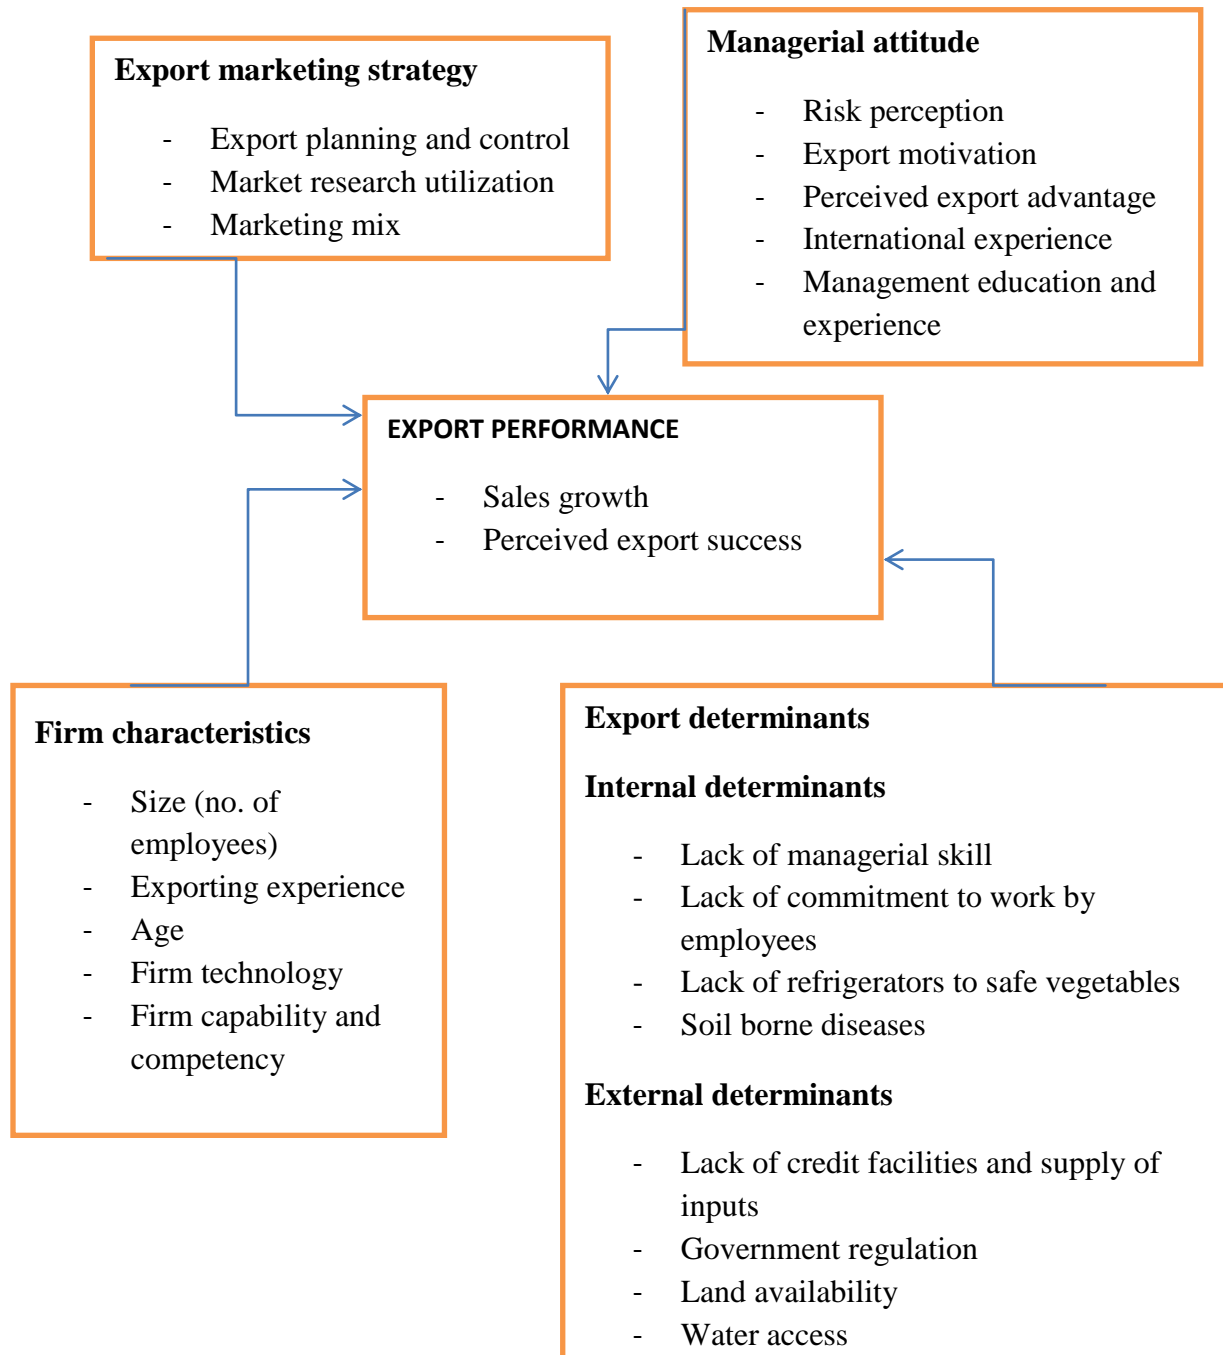 Export marketing strategy
- Export planning and control
- Market research utilization
- Marketing mix
Managerial attitude
- Risk perception
- Export motivation
- Perceived export advantage
- International experience
- Management education and
experience
EXPORT PERFORMANCE
- Sales growth
- Perceived export success
Firm characteristics
- Size (no. of
employees)
- Exporting experience
- Age
- Firm technology
- Firm capability and
competency
Export determinants
Internal determinants
- Lack of managerial skill
- Lack of commitment to work by
employees
- Lack of refrigerators to safe vegetables
- Soil borne diseases
External determinants
- Lack of credit facilities and supply of
inputs
- Government regulation
- Land availability
- Water access